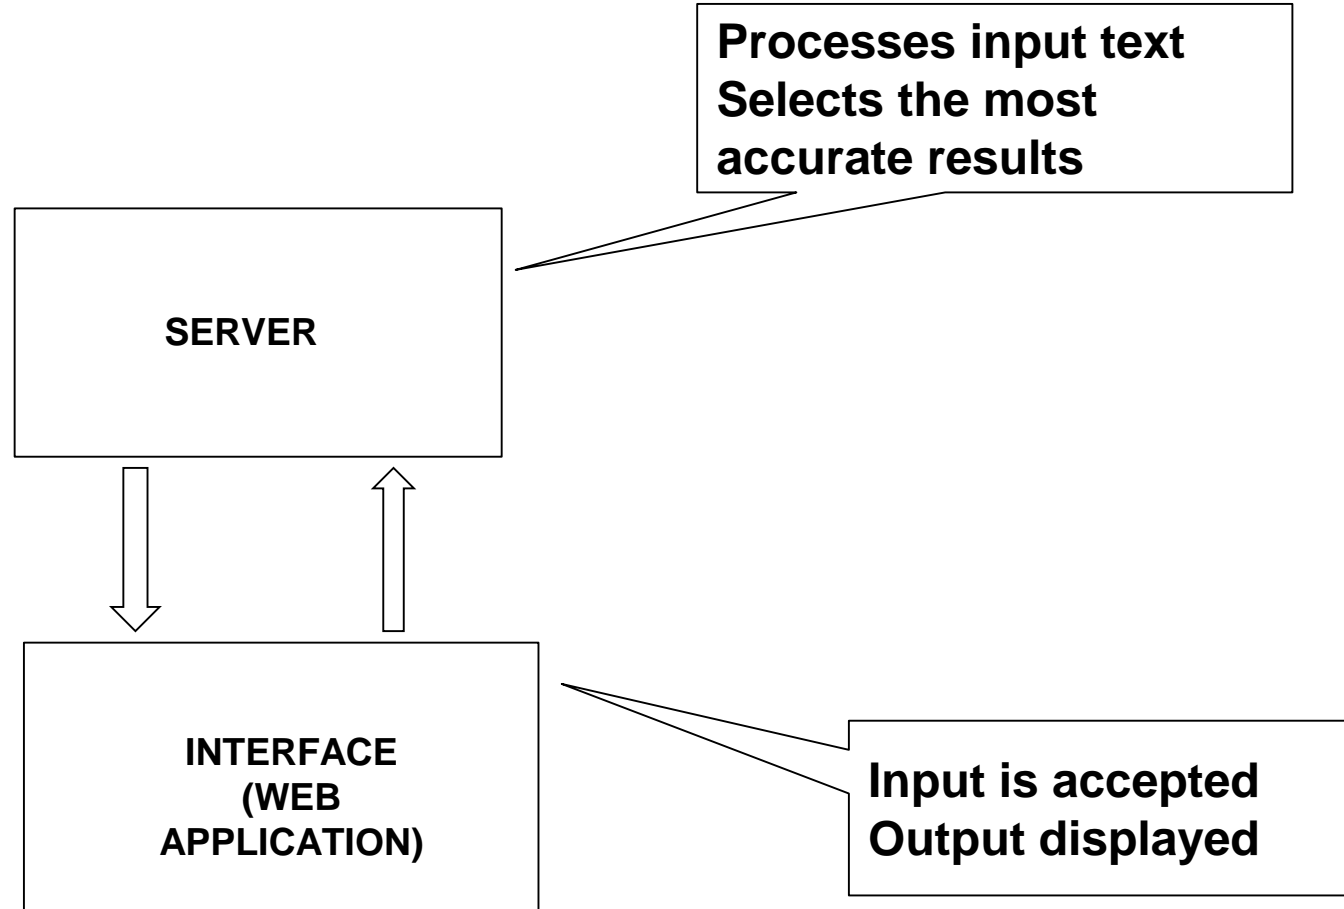 Processes input text
Selects the most
accurate results
SERVER
INTERFACE
(WEB
APPLICATION)
Input is accepted
Output displayed